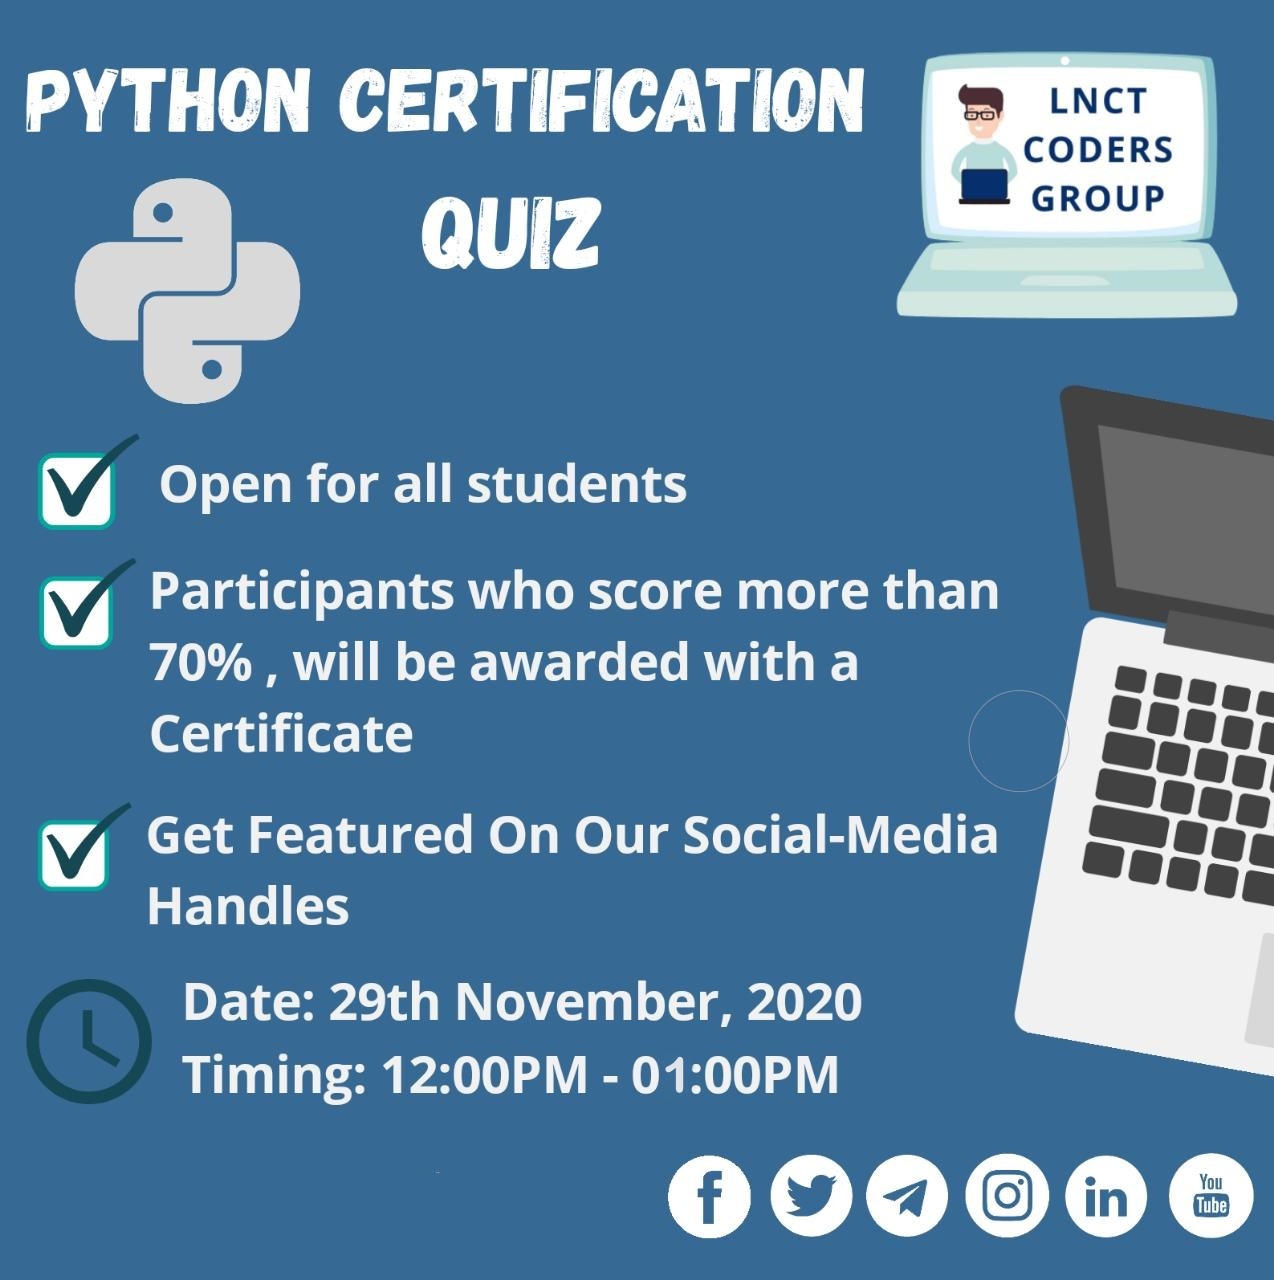 PYTHON CERTIFICATION
QUIZ
LNCT
CODERS
GROUP
Open for all students
Participants who score more than
70% , will be awarded with a
Certificate
Get Featured On Our Social-Media
Handles
Date: 29th November, 2020
Timing: 12:00PM - 01:00PM
You
Tube